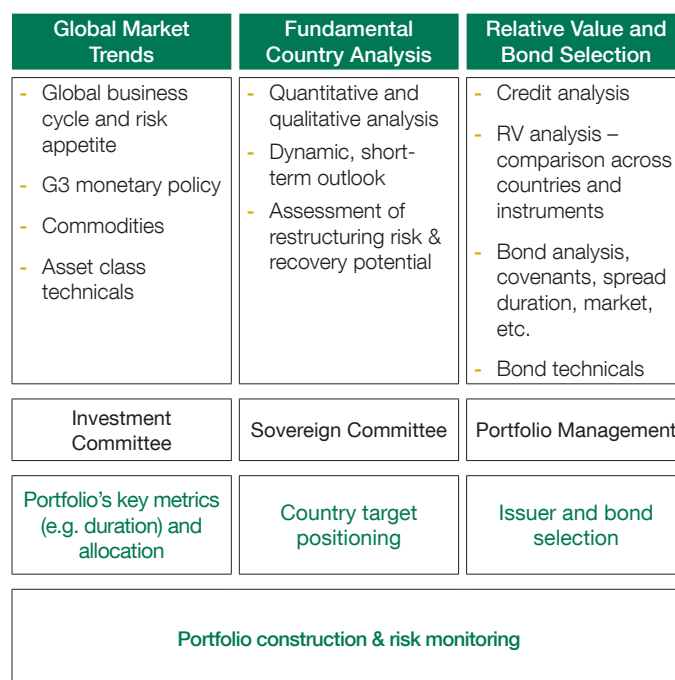 Global Market
Trends
- Global business
cycle and risk
appetite
- G3 monetary policy
- Commodities
- Asset class
technicals
Investment
Committee
Portfolio's key metrics
(e.g. duration) and
allocation
Fundamental
Country Analysis
- Quantitative and
qualitative analysis
- Dynamic, short-
term outlook
- Assessment of
restructuring risk &
recovery potential
Sovereign Committee
Country target
positioning
Relative Value and
Bond Selection
- Credit analysis
- RV analysis –
comparison across
countries and
instruments
- Bond analysis,
covenants, spread
duration, market,
etc.
- Bond technicals
Portfolio Management
Issuer and bond
selection
Portfolio construction & risk monitoring